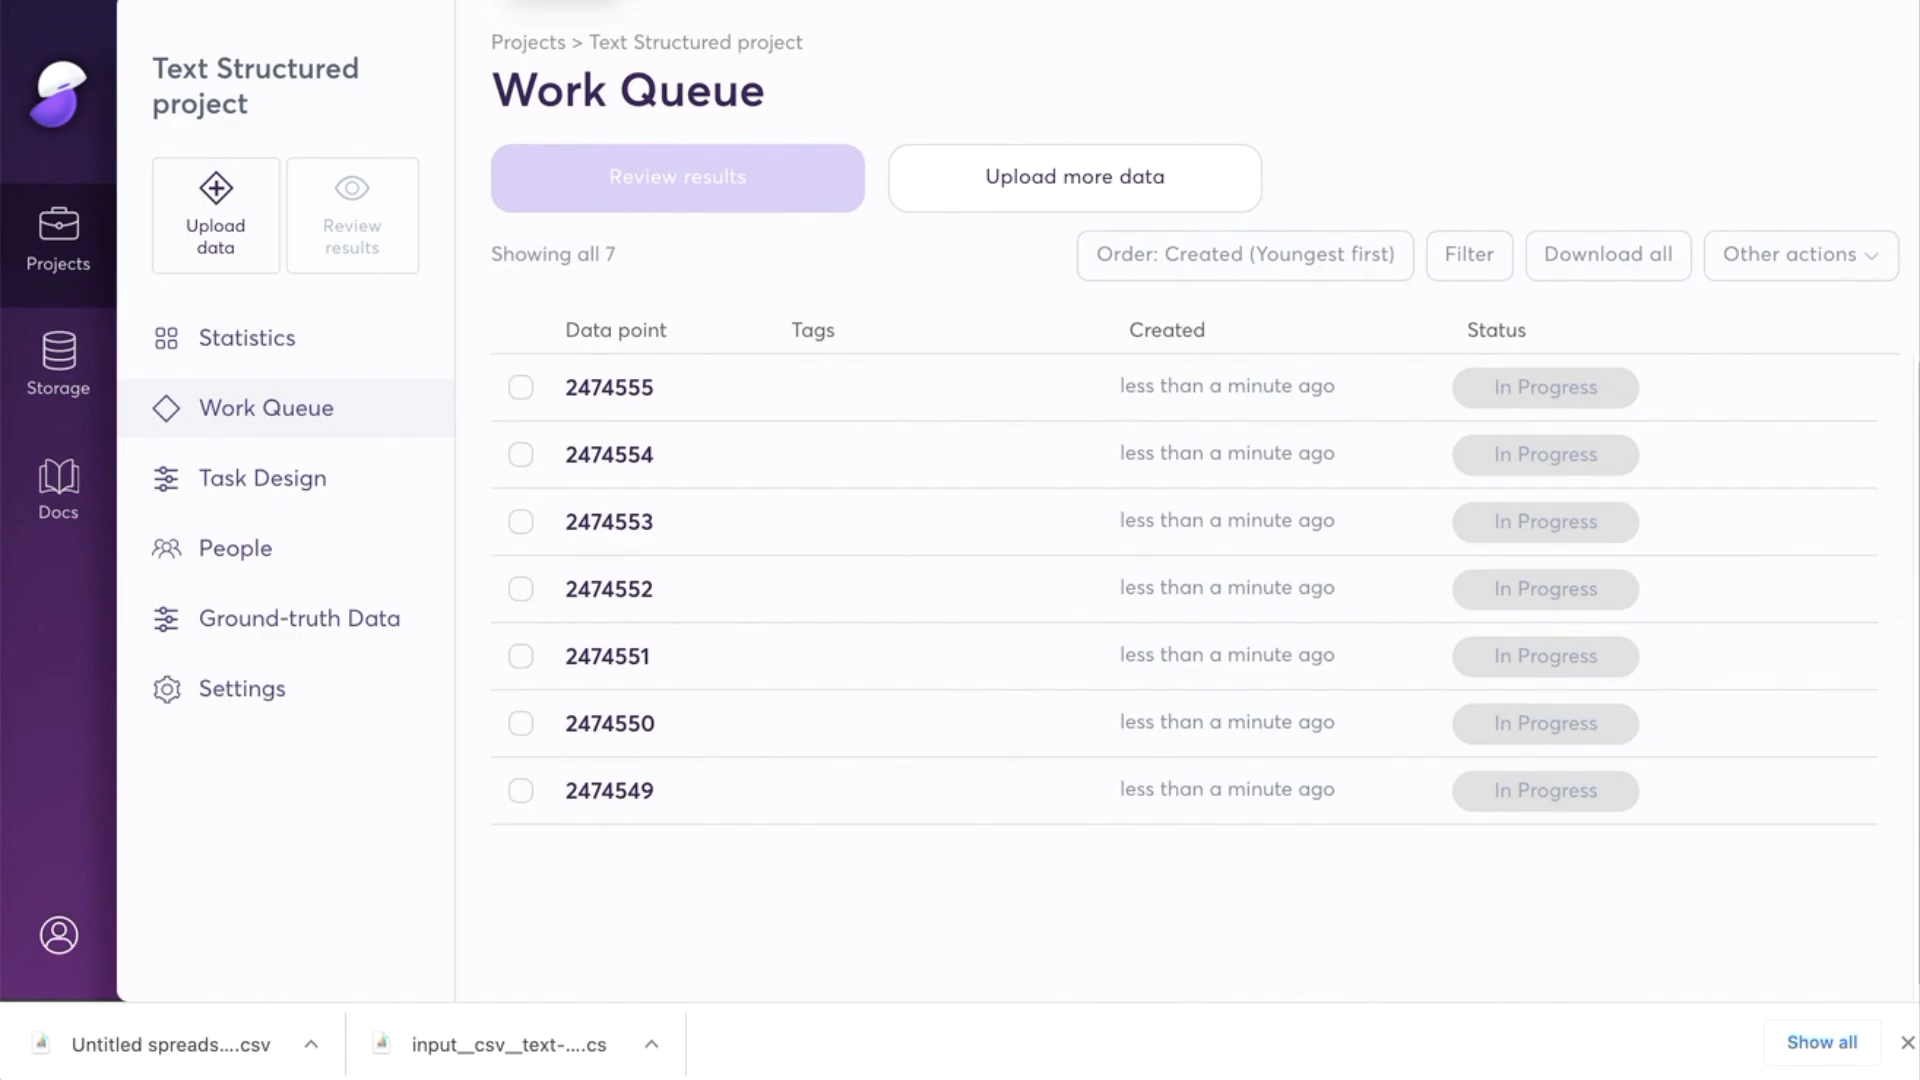 Projects
Storage
Docs
Text Structured
project
Upload
data
Review
results
Statistics
Work Queue
Task Design
People
Ground-truth Data
Settings
Projects > Text Structured project
Work Queue
Review results
Upload more data
Showing all 7
Order: Created (Youngest first)
Filter
Download all
Other actions
Data point Tags Created Status
2474555 less than a minute ago In Progress
2474554 less than a minute ago In Progress
2474553 less than a minute ago In Progress
2474552 less than a minute ago In Progress
2474551 less than a minute ago In Progress
2474550 less than a minute ago In Progress
2474549 less than a minute ago In Progress
Untitled spreads....csv
input__csv__text-....cs
Show all